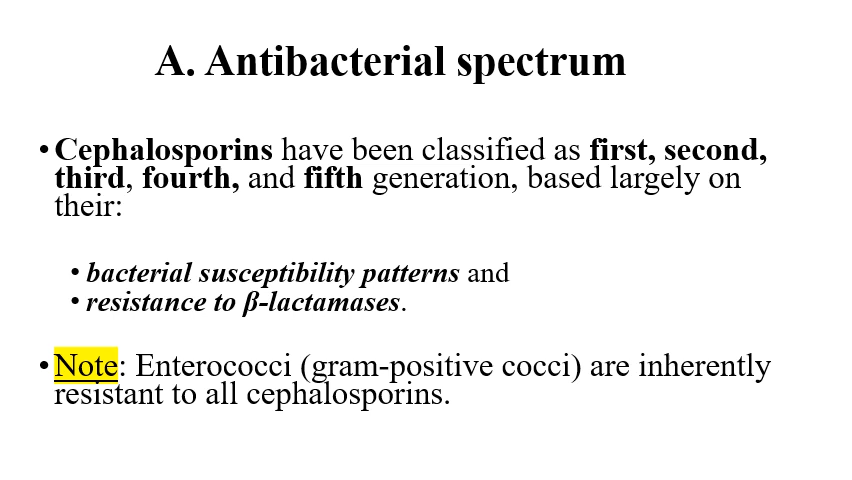 A. Antibacterial spectrum
• Cephalosporins have been classified as first, second,
third, fourth, and fifth generation, based largely on
their:
• bacterial susceptibility patterns and
• resistance to β-lactamases.
• Note: Enterococci (gram-positive cocci) are inherently
resistant to all cephalosporins.